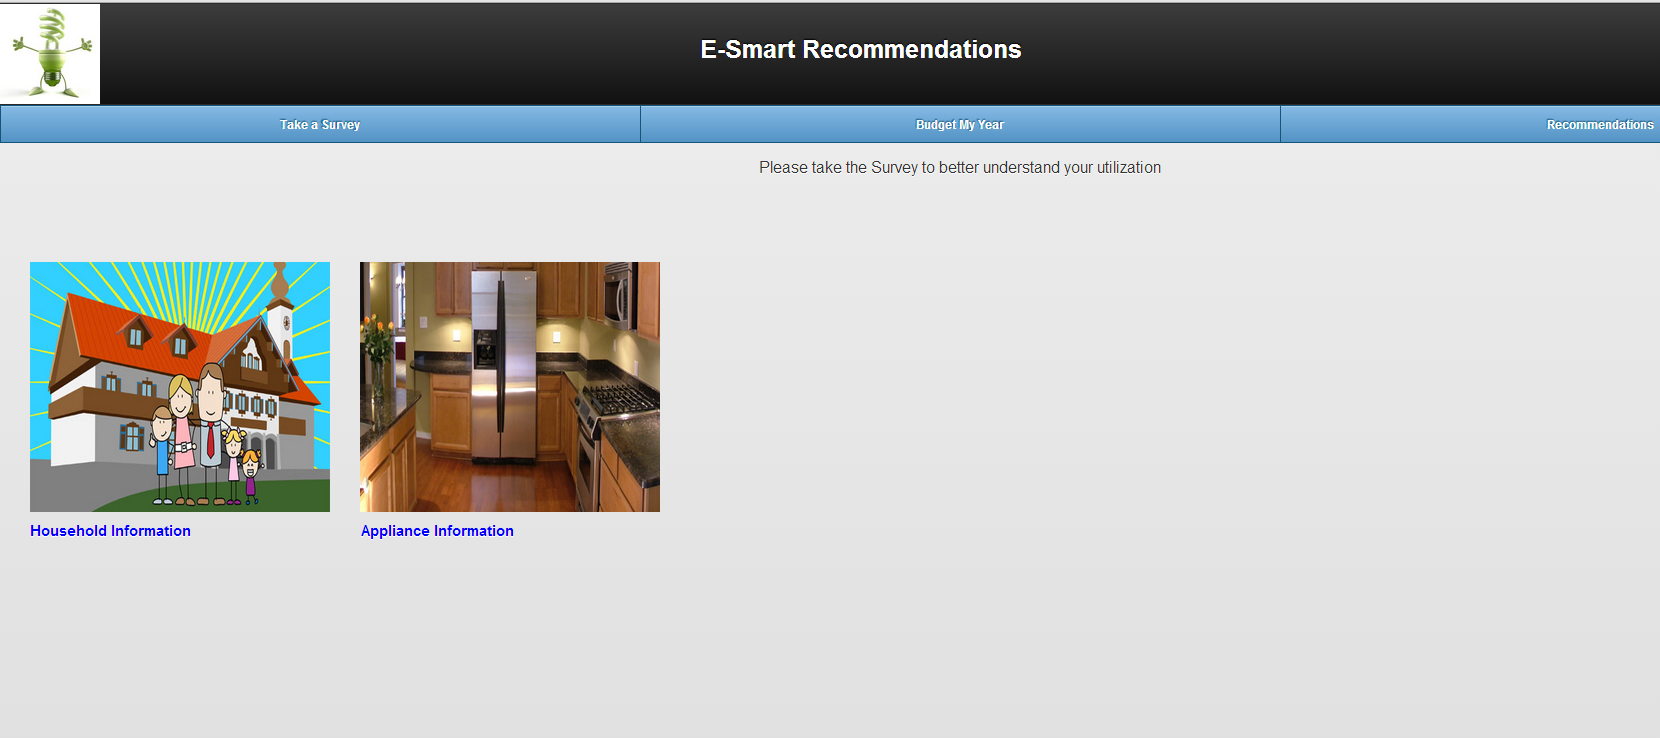 E-Smart Recommendations
Take a Survey
Budget My Year
Recommendations
Please take the Survey to better understand your utilization
Household Information
Appliance Information